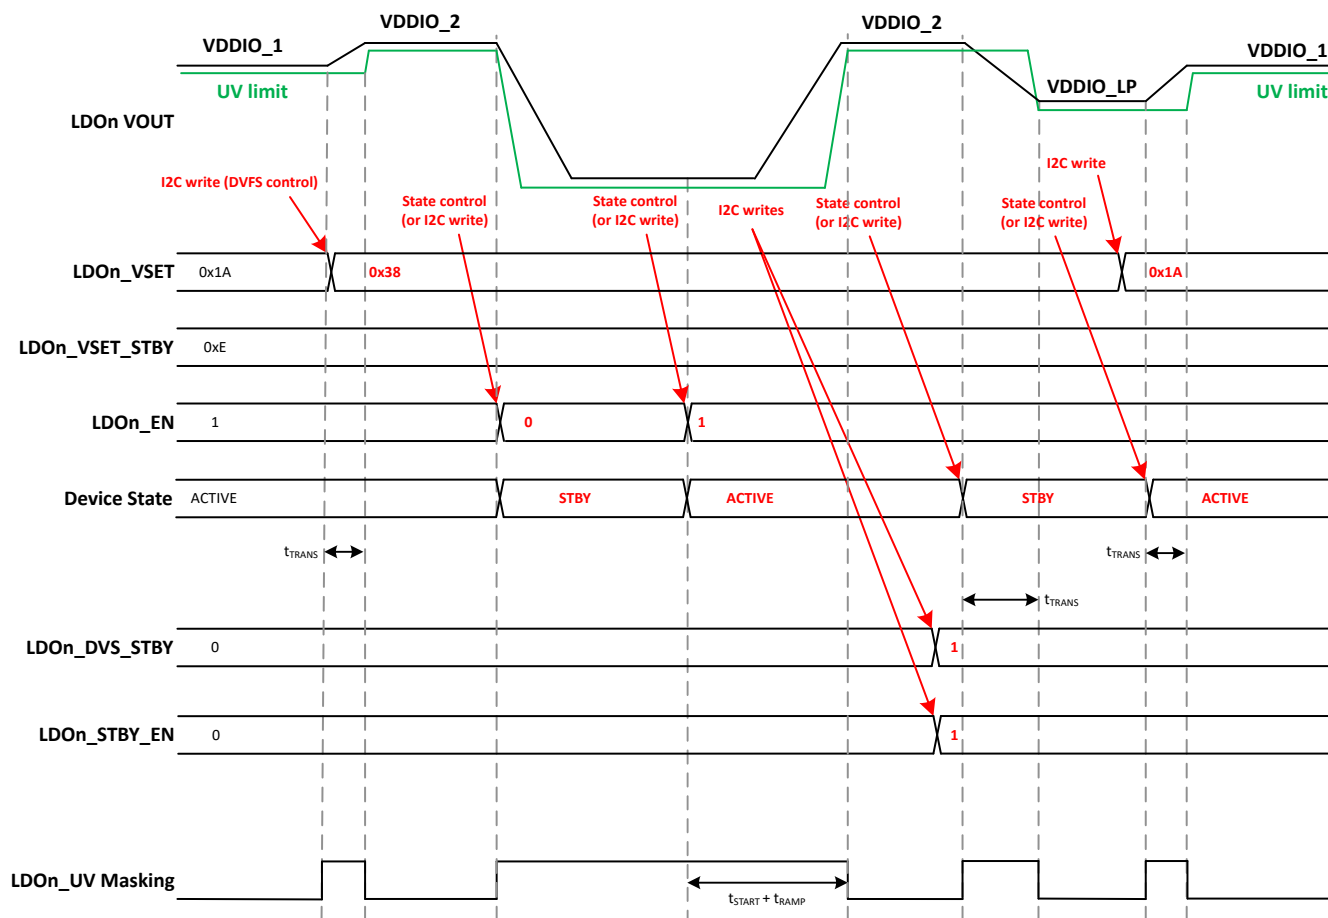 VDDIO_1
VDDIO_2
VDDIO_2
VDDIO_1
UV limit
VDDIO_LP
UV limit
LDOn VOUT
I2C write (DVFS control)
State control
(or I2C write)
State control
(or I2C write)
I2C writes
State control
(or I2C write)
I2C write
State control
(or I2C write)
LDOn_VSET
0x1A
0x38
0x1A
LDOn_VSET_STBY
0xE
LDOn_EN
1
0
1
Device State
ACTIVE
STBY
ACTIVE
STBY
ACTIVE
tTRANS
tTRANS
tTRANS
LDOn_DVS_STBY
0
1
LDOn_STBY_EN
0
1
LDOn_UV Masking
tSTART + tRAMP